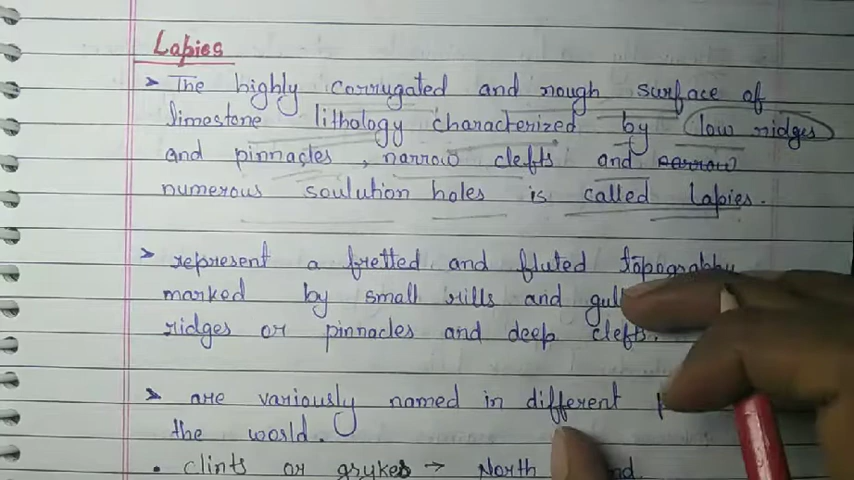 Lapies
➤ The highly corrugated and rough surface of
limestone lithology characterized by low ridges
and pinnacles, narrow clefts and narrow
numerous soulution holes is called Lapies.
➤ represent a fretted and fluted topography
marked by small rills and
ridges or pinnacles and deep clefts.
➤ are variously named in different
the world.
• clints or grykes → North